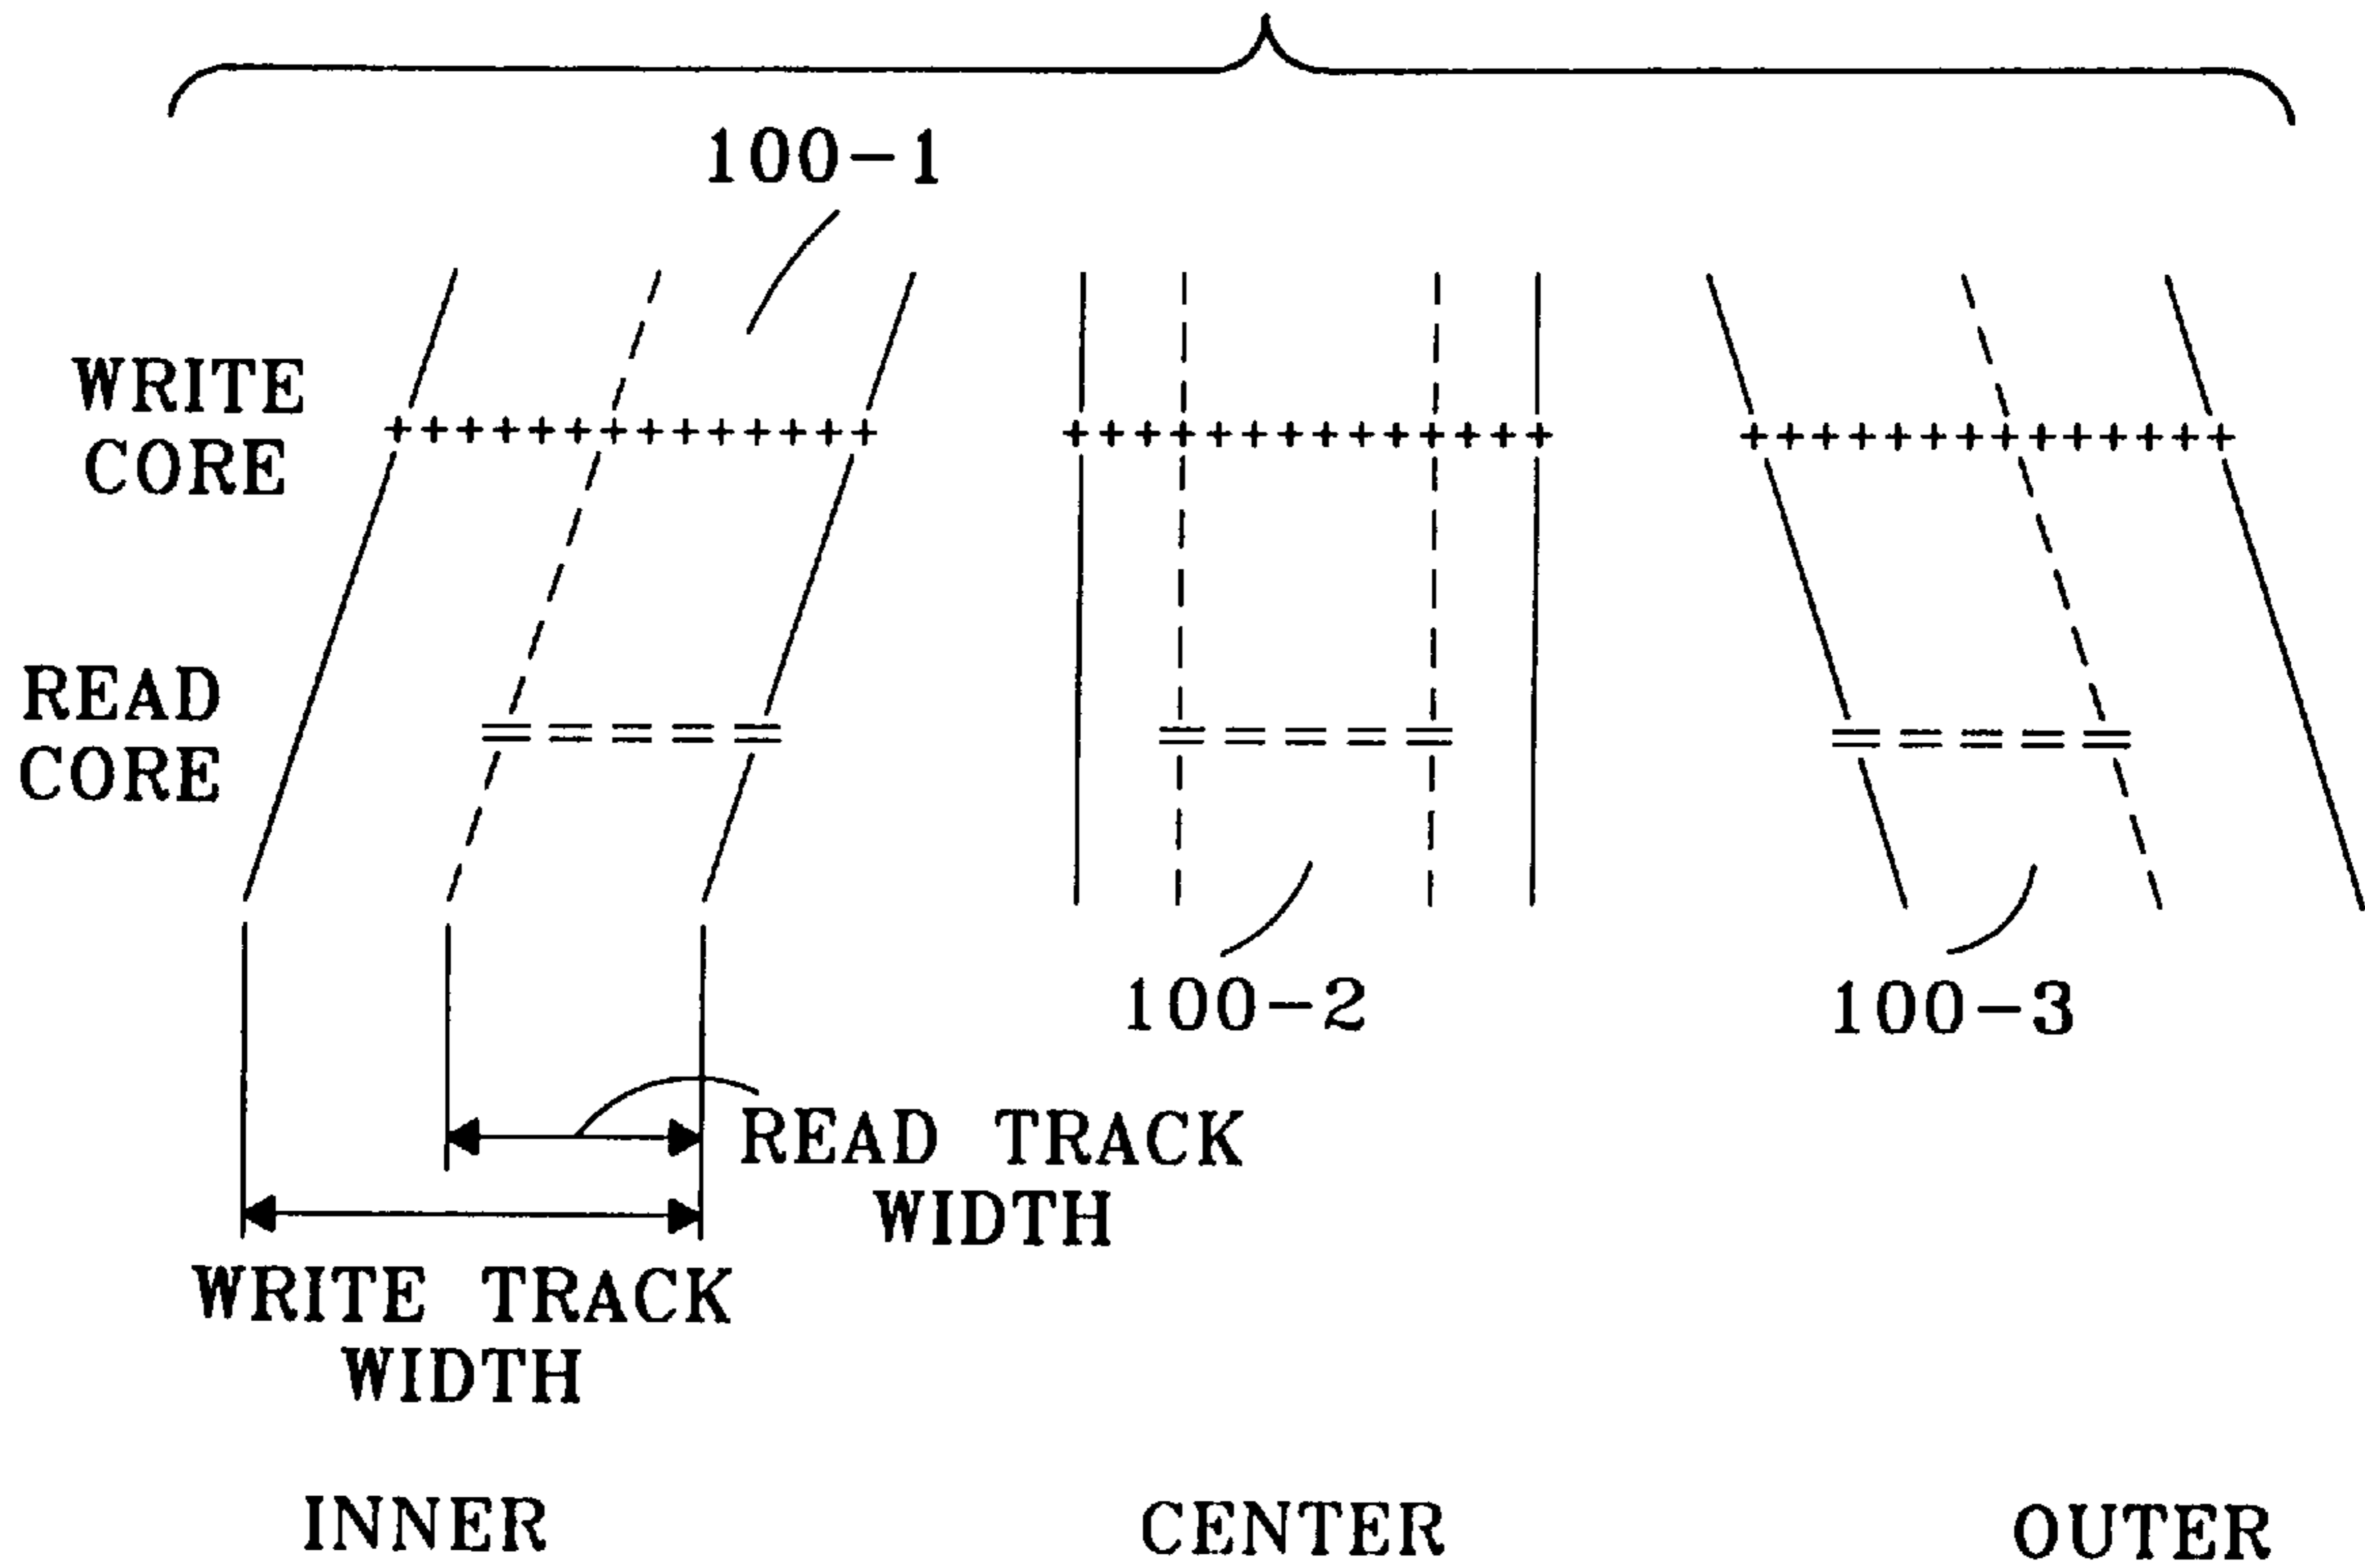 100-1
WRITE
CORE
READ
CORE
100-2
100-3
READ TRACK
WIDTH
WRITE TRACK
WIDTH
INNER
CENTER
OUTER